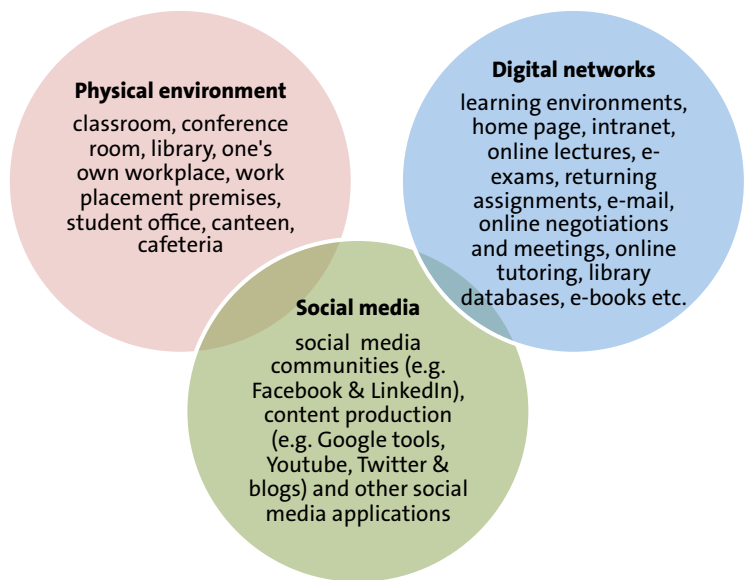 Physical environment
classroom, conference
room, library, one's
own workplace, work
placement premises,
student office, canteen,
cafeteria
Digital networks
learning environments,
home page, intranet,
online lectures, e-
exams, returning
assignments, e-mail,
online negotiations
and meetings, online
tutoring, library
databases, e-books etc.
Social media
social media
communities (e.g.
Facebook & LinkedIn),
content production
(e.g. Google tools,
Youtube, Twitter &
blogs) and other social
media applications